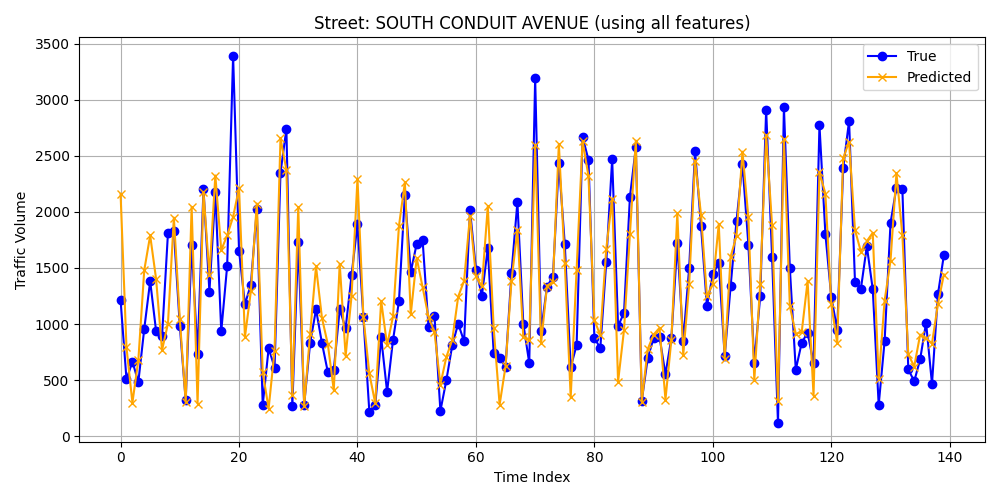 Street: SOUTH CONDUIT AVENUE (using all features)
True
Predicted
Traffic Volume
3500
3000
2500
2000
1500
1000
500
0
0 20 40 60 80 100 120 140
Time Index